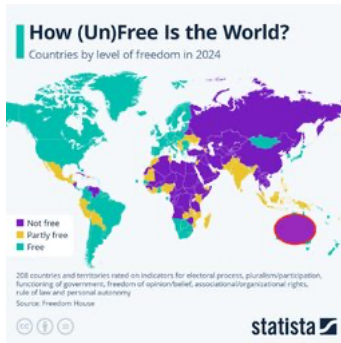 How (Un)Free Is the World?
Countries by level of freedom in 2024
Not free
Partly free
Free
208 countries and territories rated on indicators for electoral process, pluralism/participation,
functioning of government, freedom of opinion/belief, associational/organizational rights,
rule of law and personal autonomy
Source: Freedom House
statista